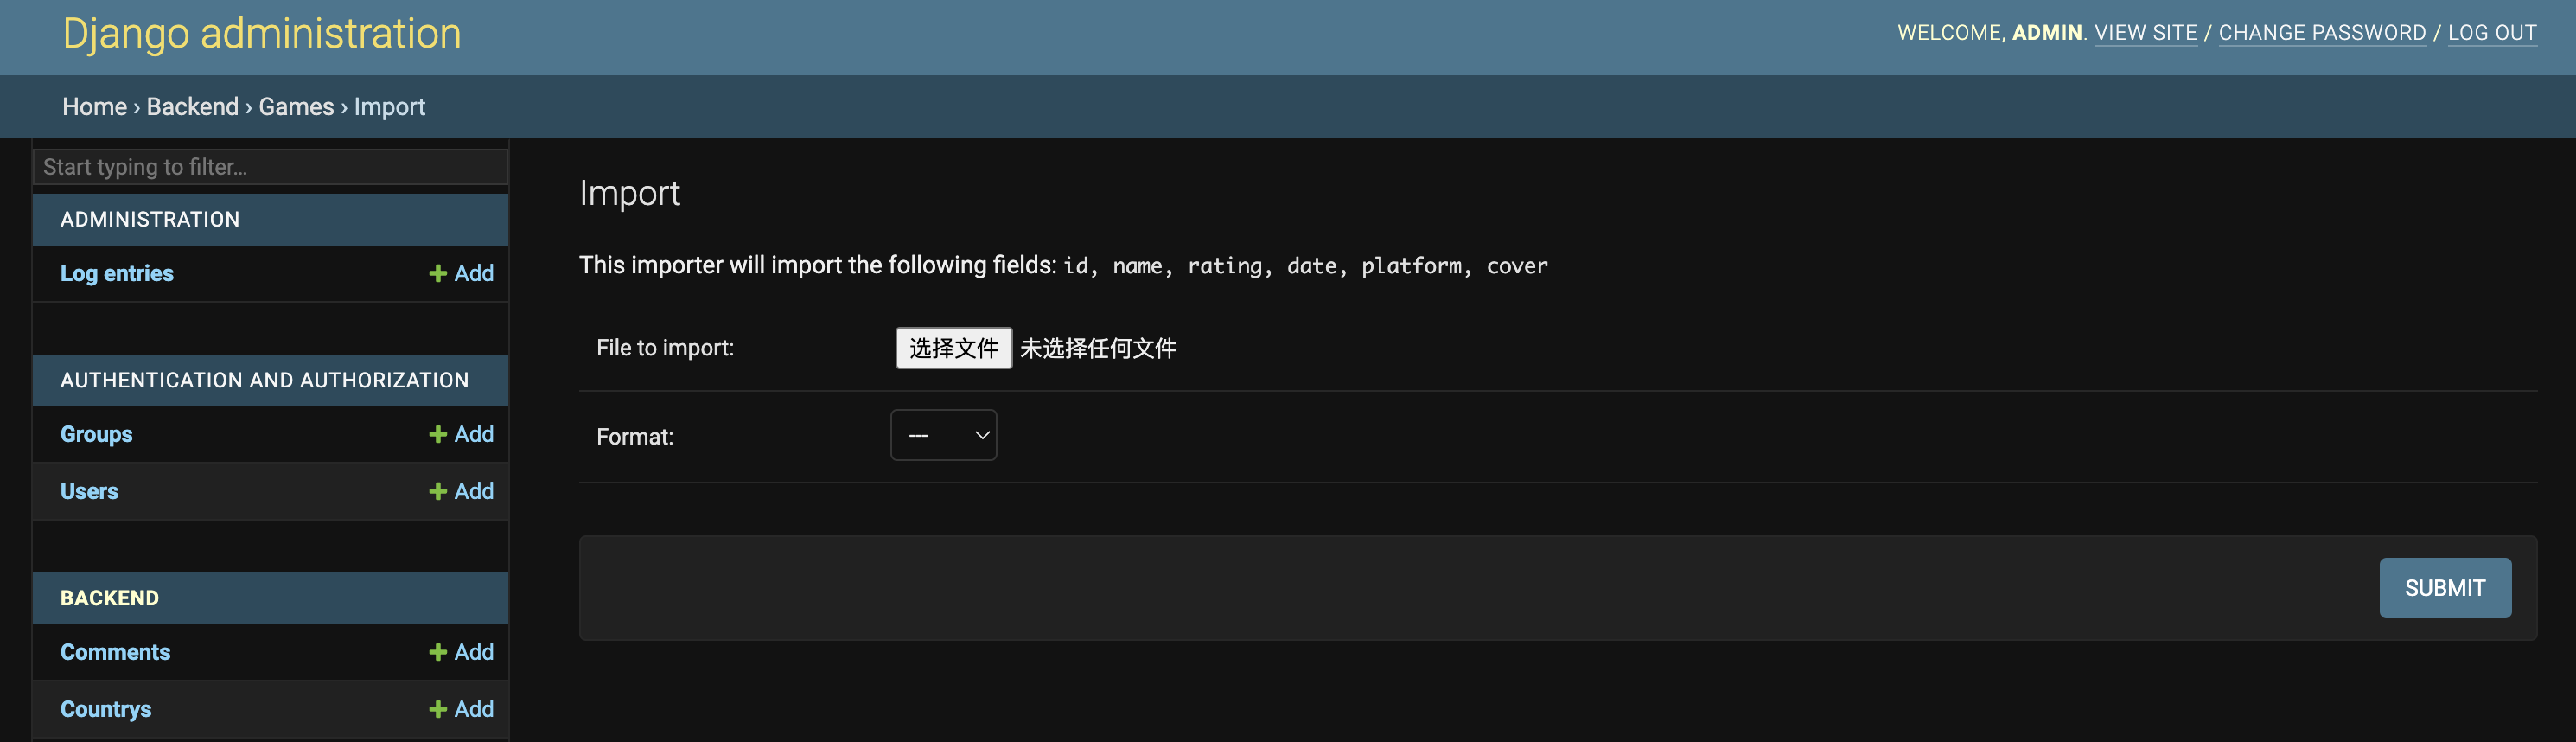 Django administration
WELCOME, ADMIN. VIEW SITE / CHANGE PASSWORD / LOG OUT
Home › Backend › Games › Import
Start typing to filter...
ADMINISTRATION
Log entries + Add
AUTHENTICATION AND AUTHORIZATION
Groups + Add
Users + Add
BACKEND
Comments + Add
Countrys + Add
Import
This importer will import the following fields: id, name, rating, date, platform, cover
File to import: 选择文件 未选择任何文件
Format: ---
SUBMIT